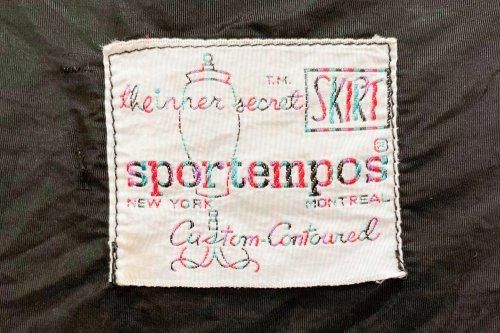 T.M.
the inner secret SKIRT
sportempos®
NEW YORK MONTREAL
Custom-Contoured